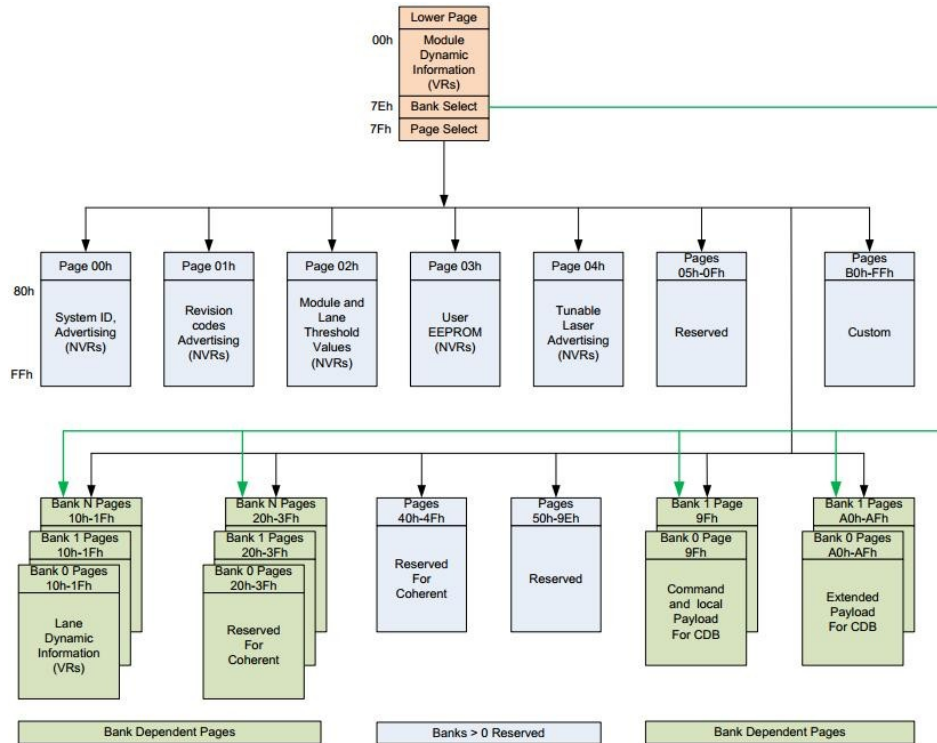 Lower Page
00h
Module
Dynamic
Information
(VRs)
7Eh
Bank Select
7Fh
Page Select
Page 00h
80h
System ID,
Advertising
(NVRs)
FFh
Page 01h
Revision
codes
Advertising
(NVRs)
Page 02h
Module and
Lane
Threshold
Values
(NVRs)
Page 03h
User
EEPROM
(NVRs)
Page 04h
Tunable
Laser
Advertising
(NVRs)
Pages
05h-0Fh
Reserved
Pages
B0h-FFh
Custom
Bank N Pages
10h-1Fh
Bank 1 Pages
10h-1Fh
Bank 0 Pages
10h-1Fh
Lane
Dynamic
Information
(VRs)
Bank N Pages
20h-3Fh
Bank 1 Pages
20h-3Fh
Bank 0 Pages
20h-3Fh
Reserved
For
Coherent
Pages
40h-4Fh
Reserved
For
Coherent
Pages
50h-9Eh
Reserved
Bank 1 Page
9Fh
Bank 0 Page
9Fh
Command
and local
Payload
For CDB
Bank 1 Pages
A0h-AFh
Bank 0 Pages
A0h-AFh
Extended
Payload
For CDB
Bank Dependent Pages
Banks > 0 Reserved
Bank Dependent Pages